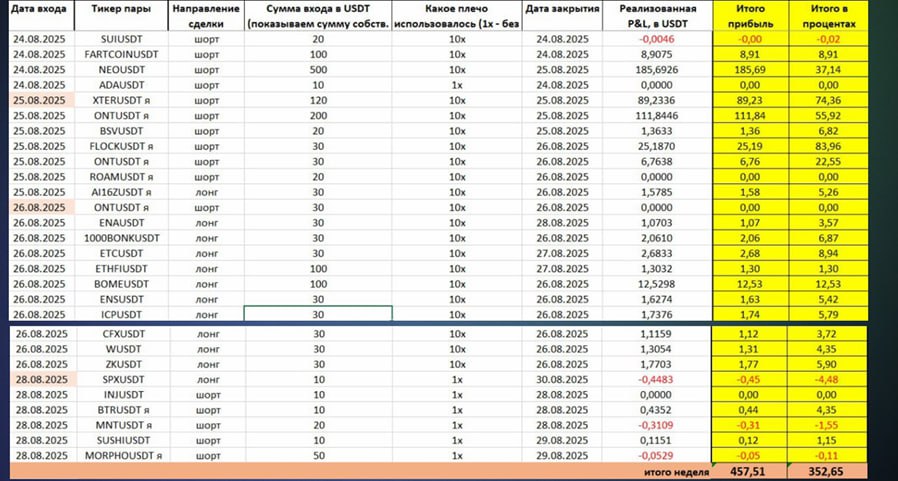 Дата входа Тикер пары Направление сделки Сумма входа в USDT (показываем сумму собств. Какое плечо использовалось (1х - без Дата закрытия Реализованная P&L, в USDT Итого прибыль Итого в процентах
24.08.2025 SUIUSDT шорт 20 10x 24.08.2025 -0,0046 -0,00 -0,02
24.08.2025 FARTCOINUSDT шорт 100 10x 24.08.2025 8,9075 8,91 8,91
24.08.2025 NEOUSDT шорт 500 10x 25.08.2025 185,6926 185,69 37,14
24.08.2025 ADAUSDT шорт 10 1x 24.08.2025 0,0000 0,00 0,00
25.08.2025 XTERUSDT я шорт 120 10x 25.08.2025 89,2336 89,23 74,36
25.08.2025 ONTUSDT я шорт 200 10x 25.08.2025 111,8446 111,84 55,92
25.08.2025 BSVUSDT шорт 20 10x 25.08.2025 1,3633 1,36 6,82
25.08.2025 FLOCKUSDT я шорт 30 10x 26.08.2025 25,1870 25,19 83,96
25.08.2025 ONTUSDT я шорт 30 10x 26.08.2025 6,7638 6,76 22,55
25.08.2025 ROAMUSDT я шорт 20 10x 26.08.2025 0,0000 0,00 0,00
25.08.2025 AI16ZUSDT я лонг 30 10x 26.08.2025 1,5785 1,58 5,26
26.08.2025 ONTUSDT я шорт 30 10x 26.08.2025 0,0000 0,00 0,00
26.08.2025 ENAUSDT лонг 30 10x 28.08.2025 1,0703 1,07 3,57
26.08.2025 1000BONKUSDT лонг 30 10x 26.08.2025 2,0610 2,06 6,87
26.08.2025 ETCUSDT лонг 30 10x 27.08.2025 2,6833 2,68 8,94
26.08.2025 ETHFIUSDT лонг 100 10x 27.08.2025 1,3032 1,30 1,30
26.08.2025 BOMEUSDT лонг 100 10x 26.08.2025 12,5298 12,53 12,53
26.08.2025 ENSUSDT лонг 30 10x 26.08.2025 1,6274 1,63 5,42
26.08.2025 ICPUSDT лонг 30 10x 26.08.2025 1,7376 1,74 5,79
26.08.2025 CFXUSDT лонг 30 10x 26.08.2025 1,1159 1,12 3,72
26.08.2025 WUSDT лонг 30 10x 26.08.2025 1,3054 1,31 4,35
26.08.2025 ZKUSDT лонг 30 10x 26.08.2025 1,7703 1,77 5,90
28.08.2025 SPXUSDT лонг 10 1x 30.08.2025 -0,4483 -0,45 -4,48
28.08.2025 INJUSDT шорт 10 1x 28.08.2025 0,0000 0,00 0,00
28.08.2025 BTRUSDT я шорт 10 1x 28.08.2025 0,4352 0,44 4,35
28.08.2025 MNTUSDT я шорт 20 1x 28.08.2025 -0,3109 -0,31 -1,55
28.08.2025 SUSHIUSDT шорт 10 1x 29.08.2025 0,1151 0,12 1,15
28.08.2025 MORPHOUSDT я шорт 50 1x 28.08.2025 -0,0529 -0,05 -0,11
итого неделя 457,51 352,65